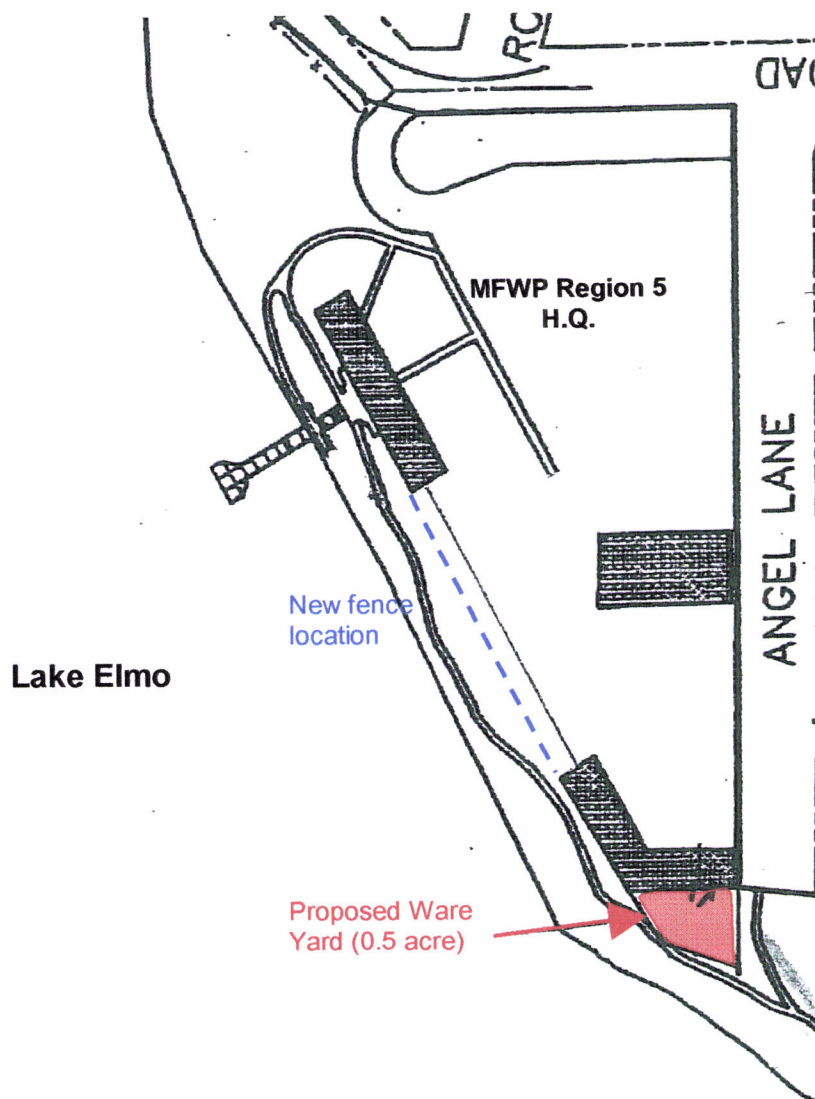 MFWP Region 5
H.Q.
ANGEL LANE
New fence
location
Lake Elmo
Proposed Ware
Yard (0.5 acre)